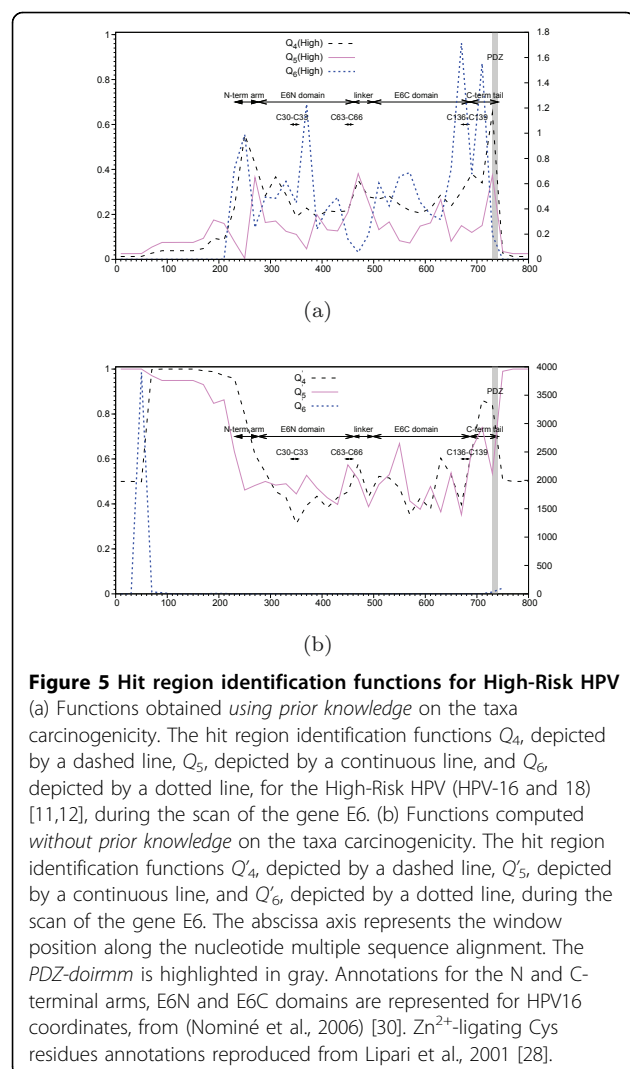 Q4(High)
Q5(High)
Q6(High)
PDZ
N-term arm E6N domain linker E6C domain C-term tail
C30-C33 C63-C66 C136-C139
1
0.8
0.6
0.4
0.2
0
1.8
1.6
1.4
1.2
1
0.8
0.6
0.4
0.2
0
0 100 200 300 400 500 600 700 800
(a)
Q4
Q5
Q6
PDZ
N-term arm E6N domain linker E6C domain C-term tail
C30-C33 C63-C66 C136-C139
1
0.8
0.6
0.4
0.2
0
4000
3500
3000
2500
2000
1500
1000
500
0
0 100 200 300 400 500 600 700 800
(b)
Figure 5 Hit region identification functions for High-Risk HPV
(a) Functions obtained using prior knowledge on the taxa
carcinogenicity. The hit region identification functions Q4, depicted
by a dashed line, Q5, depicted by a continuous line, and Q6,
depicted by a dotted line, for the High-Risk HPV (HPV-16 and 18)
[11,12], during the scan of the gene E6. (b) Functions computed
without prior knowledge on the taxa carcinogenicity. The hit region
identification functions Q′4, depicted by a dashed line, Q′5, depicted
by a continuous line, and Q′6, depicted by a dotted line, during the
scan of the gene E6. The abscissa axis represents the window
position along the nucleotide multiple sequence alignment. The
PDZ-doirmm is highlighted in gray. Annotations for the N and C-
terminal arms, E6N and E6C domains are represented for HPV16
coordinates, from (Nominé et al., 2006) [30]. Zn2+-ligating Cys
residues annotations reproduced from Lipari et al., 2001 [28].